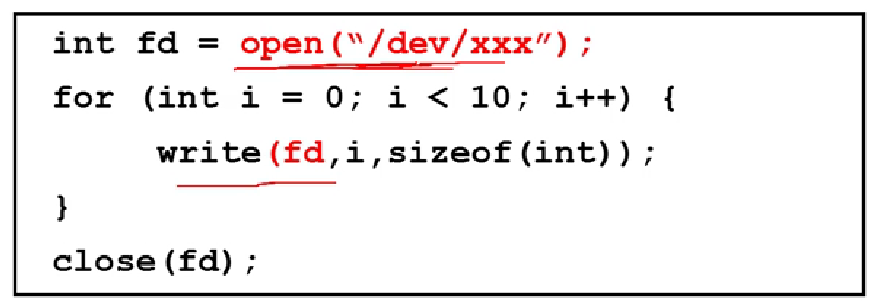 int fd = open(“/dev/xxx”);
for (int i = 0; i < 10; i++) {
write(fd,i,sizeof(int));
}
close(fd);